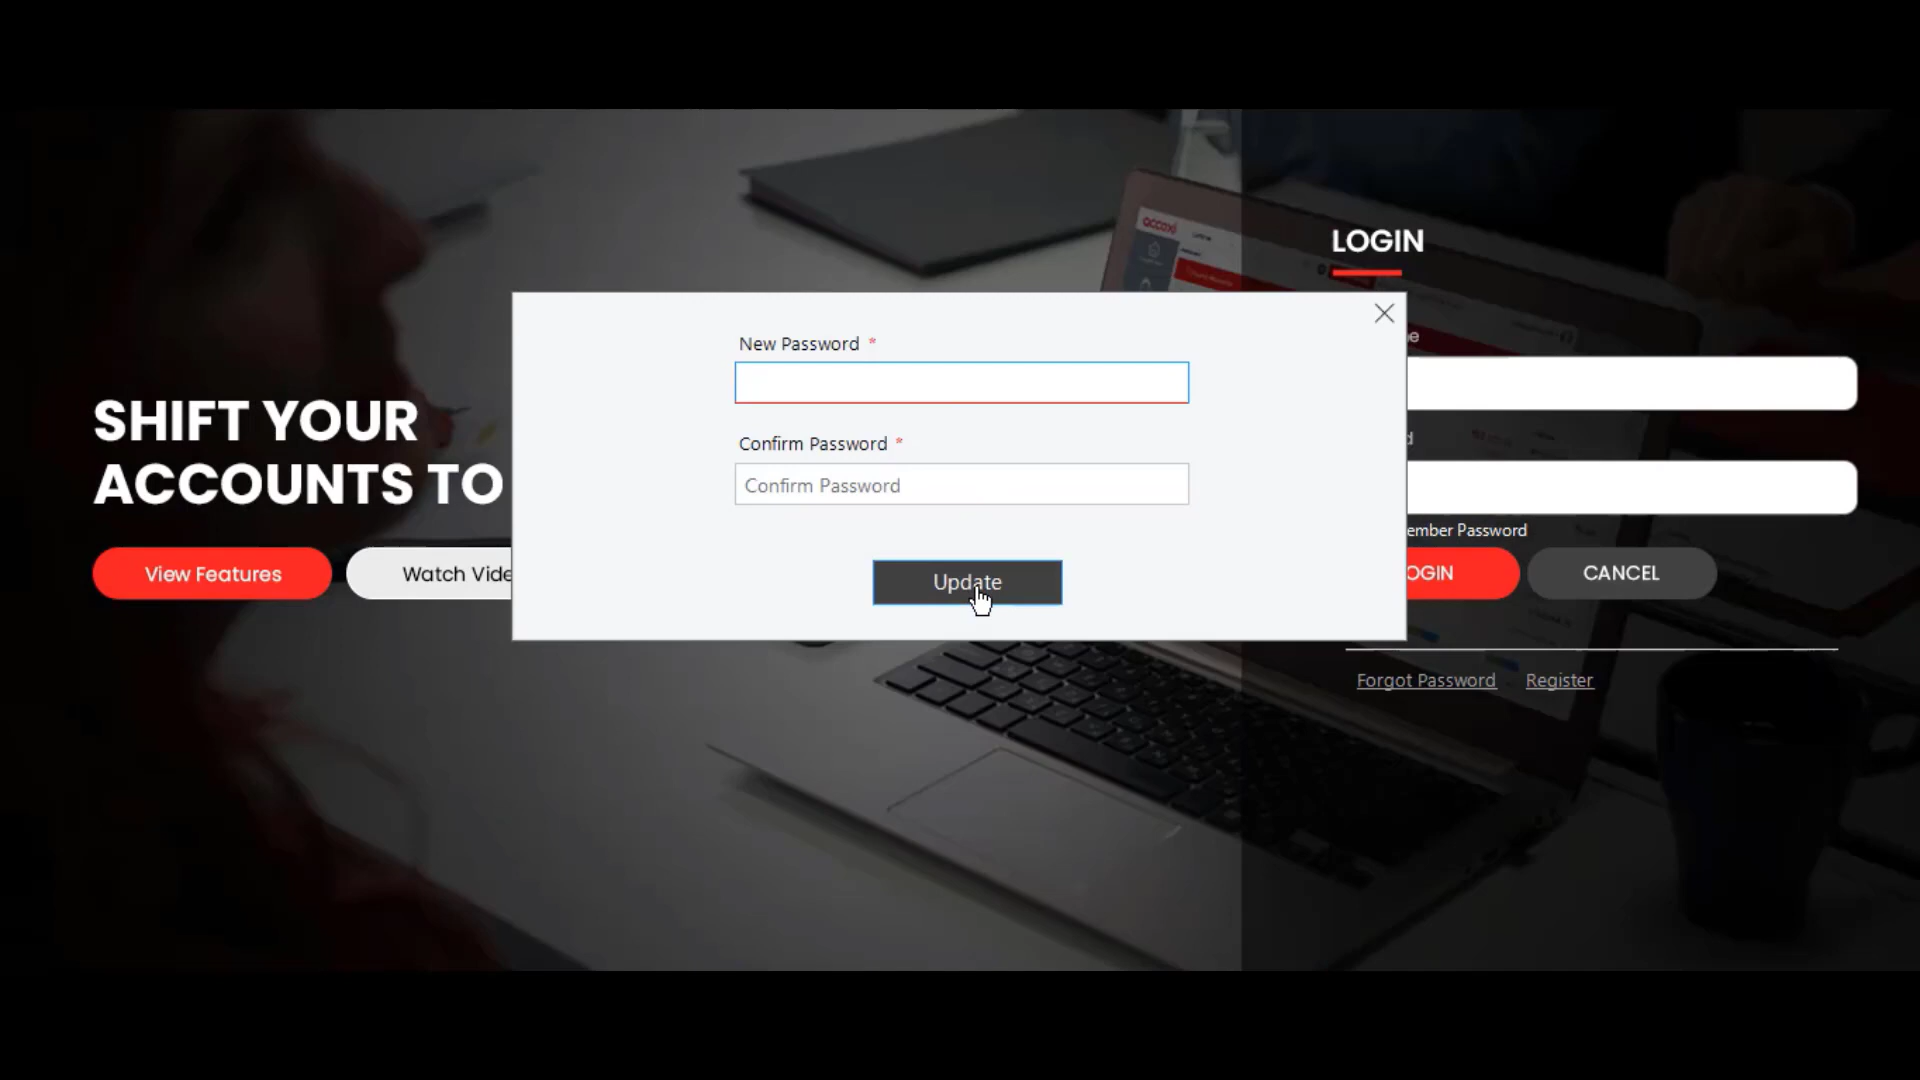 LOGIN
New Password *
Confirm Password *
Confirm Password
Update
SHIFT YOUR
ACCOUNTS TO
View Features
Watch Vide
ember Password
OGIN
CANCEL
Forgot Password
Register
accoxi